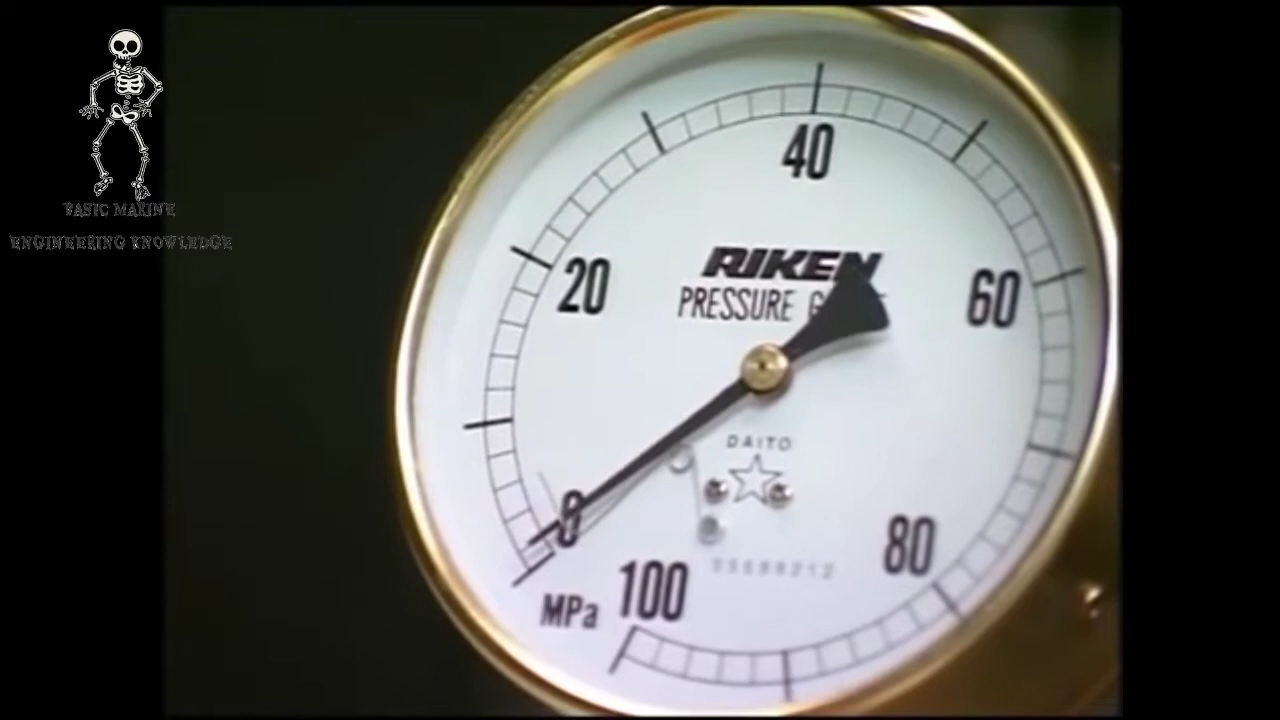 BASIC MARINE
ENGINEERING KNOWLEDGE
40
20
60
RIKEN
PRESSURE
DAITO
0
80
100
MPa